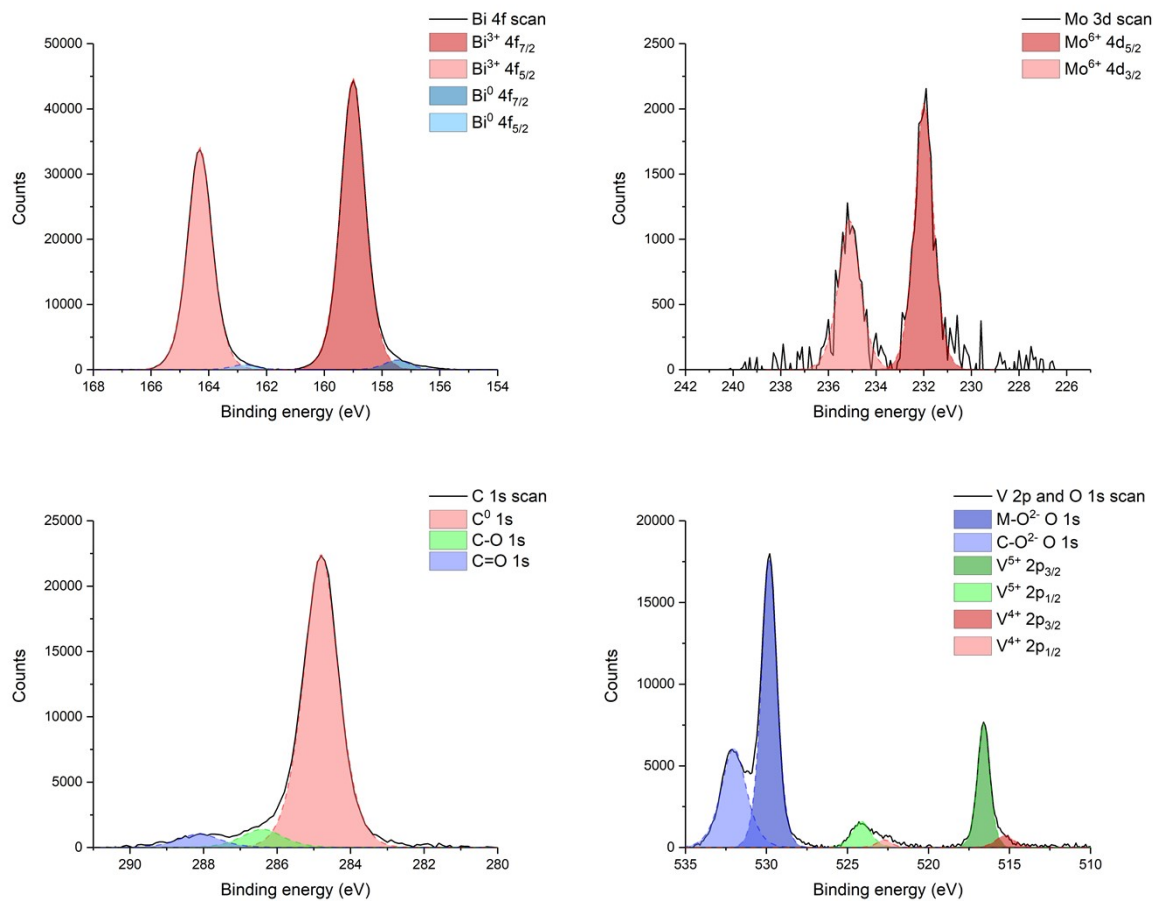 Bi 4f scan
Bi³⁺ 4f₇/₂
Bi³⁺ 4f₅/₂
Bi⁰ 4f₇/₂
Bi⁰ 4f₅/₂
50000
40000
30000
20000
10000
0
Counts
168 166 164 162 160 158 156 154
Binding energy (eV)
Mo 3d scan
Mo⁶⁺ 4d₅/₂
Mo⁶⁺ 4d₃/₂
2500
2000
1500
1000
500
0
Counts
242 240 238 236 234 232 230 228 226
Binding energy (eV)
C 1s scan
C⁰ 1s
C-O 1s
C=O 1s
25000
20000
15000
10000
5000
0
Counts
290 288 286 284 282 280
Binding energy (eV)
V 2p and O 1s scan
M-O²⁻ O 1s
C-O²⁻ O 1s
V⁵⁺ 2p₃/₂
V⁵⁺ 2p₁/₂
V⁴⁺ 2p₃/₂
V⁴⁺ 2p₁/₂
20000
15000
10000
5000
0
Counts
535 530 525 520 515 510
Binding energy (eV)